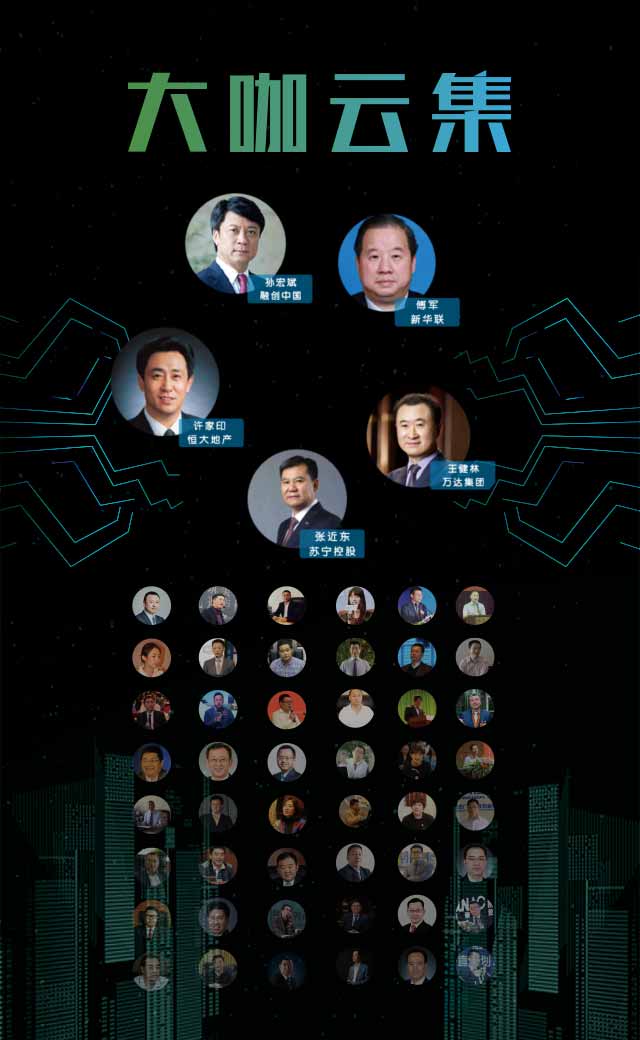 大咖云集
孙宏斌
融创中国
傅军
新华联
许家印
恒大地产
王健林
万达集团
张近东
苏宁控股